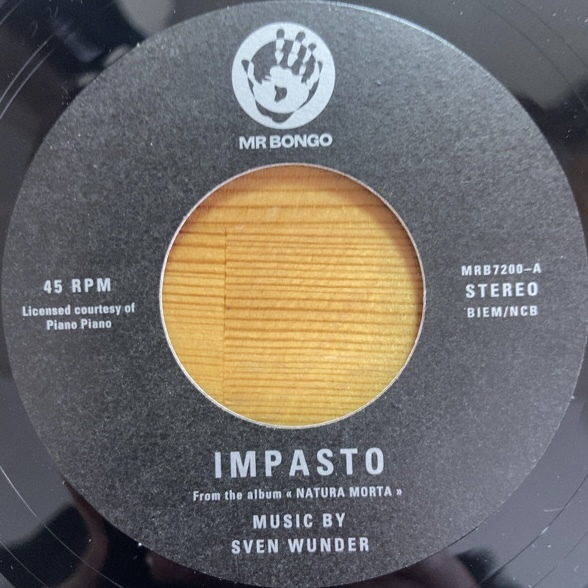 MR BONGO
45 RPM
Licensed courtesy of
Piano Piano
MRB7200–A
STEREO
BIEM/NCB
IMPASTO
From the album « NATURA MORTA »
MUSIC BY
SVEN WUNDER